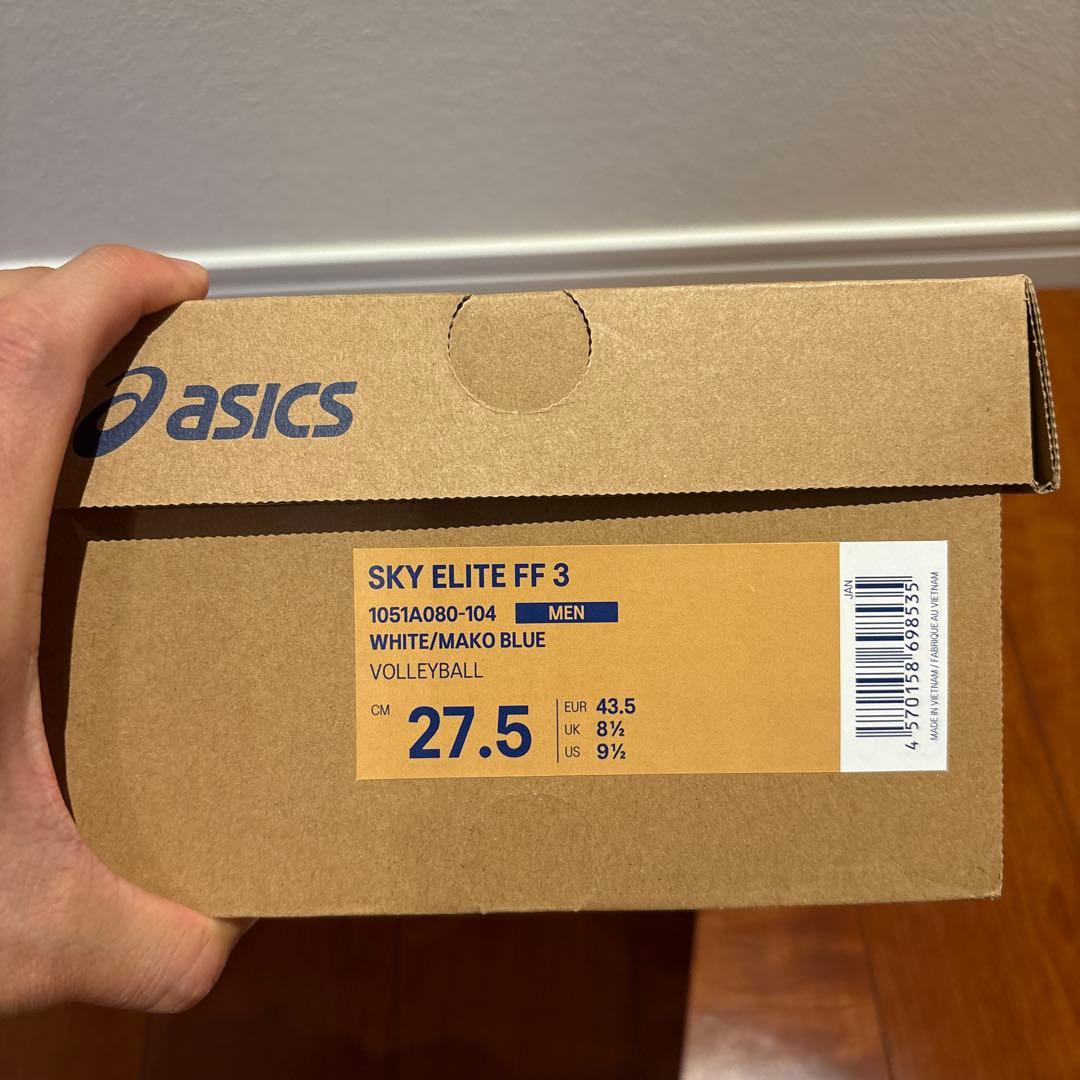 asics
SKY ELITE FF 3
1051A080-104 MEN
WHITE/MAKO BLUE
VOLLEYBALL
CM 27.5
EUR 43.5
UK 8½
US 9½
JAN
4 570158 698535
MADE IN VIETNAM / FABRIQUE AU VIETNAM